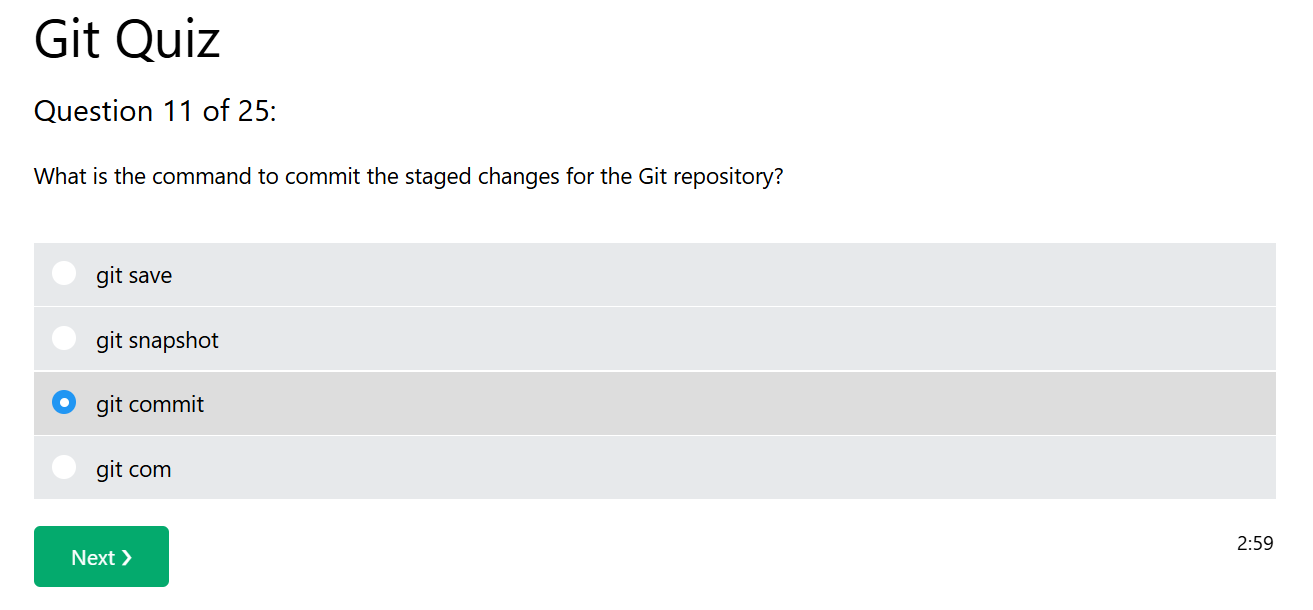 Git Quiz
Question 11 of 25:
What is the command to commit the staged changes for the Git repository?
git save
git snapshot
git commit
git com
Next ❯
2:59